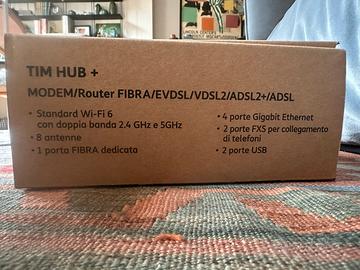 TIM HUB +
MODEM/Router FIBRA/EVDSL/VDSL2/ADSL2+/ADSL
• Standard Wi-Fi 6
con doppia banda 2.4 GHz e 5GHz
• 8 antenne
• 1 porta FIBRA dedicata
• 4 porte Gigabit Ethernet
• 2 porte FXS per collegamento
di telefoni
• 2 porte USB